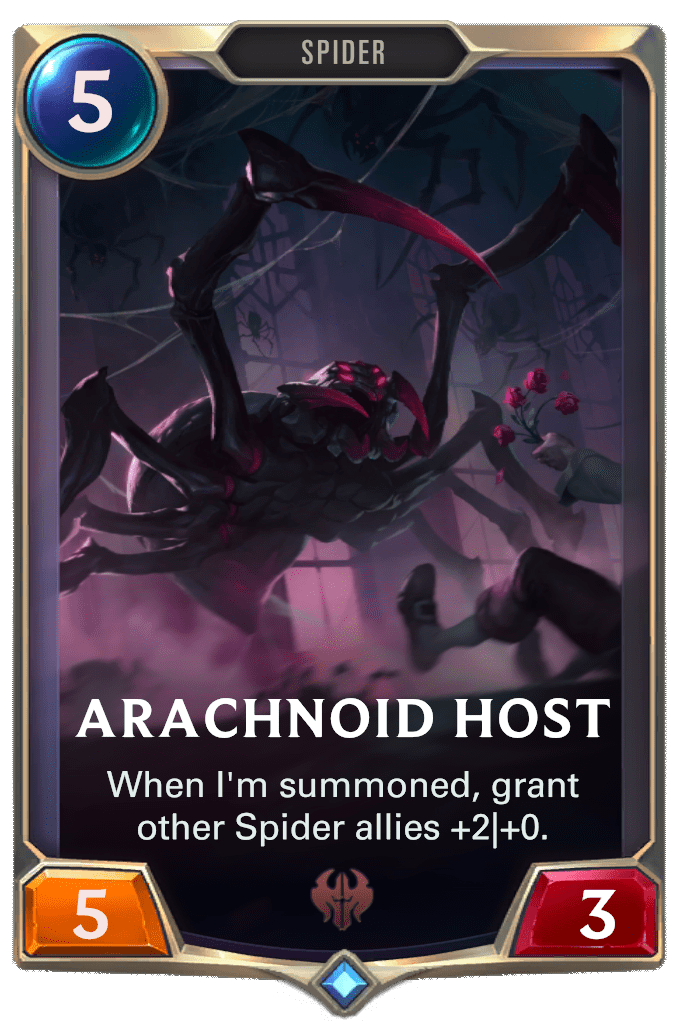 SPIDER
5
ARACHNOID HOST
When I'm summoned, grant
other Spider allies +2|+0.
5
3